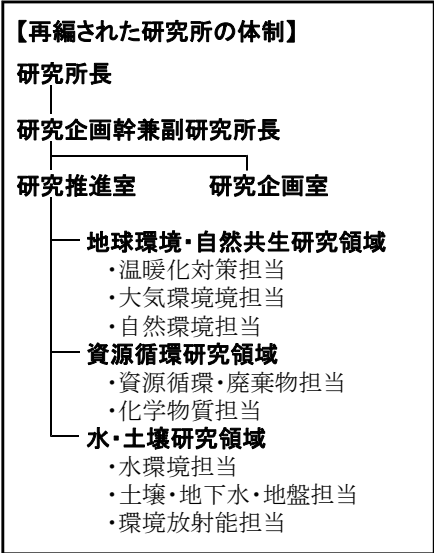 【再編された研究所の体制】
研究所長
研究企画幹兼副研究所長
研究推進室　　研究企画室
地球環境・自然共生研究領域
・温暖化対策担当
・大気環境境担当
・自然環境担当
資源循環研究領域
・資源循環・廃棄物担当
・化学物質担当
水・土壌研究領域
・水環境担当
・土壌・地下水・地盤担当
・環境放射能担当